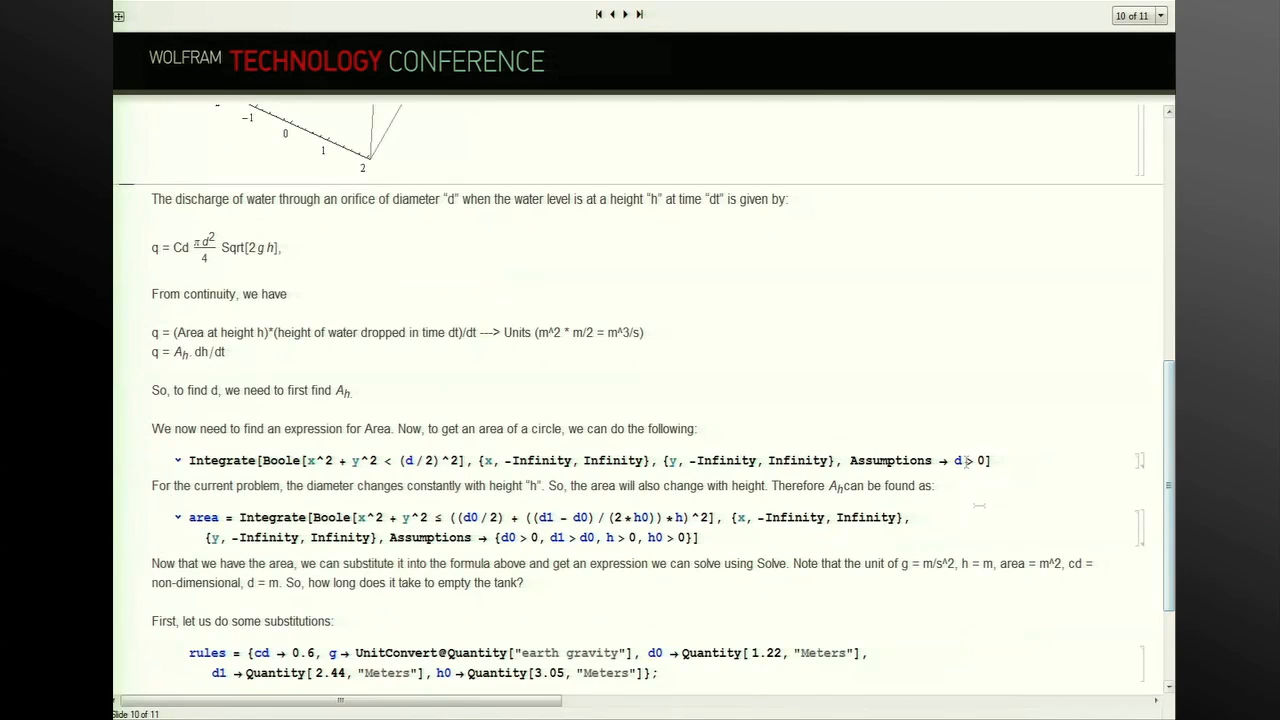 10 of 11
WOLFRAM TECHNOLOGY CONFERENCE
−1
0
1
2
The discharge of water through an orifice of diameter “d” when the water level is at a height “h” at time “dt” is given by:
q = Cd π d²/4 Sqrt[2 g h],
From continuity, we have
q = (Area at height h)*(height of water dropped in time dt)/dt ---> Units (m^2 * m/2 = m^3/s)
q = A_h. dh/dt
So, to find d, we need to first find A_h.
We now need to find an expression for Area. Now, to get an area of a circle, we can do the following:
Integrate[Boole[x^2 + y^2 < (d/2)^2], {x, -Infinity, Infinity}, {y, -Infinity, Infinity}, Assumptions → d > 0]
For the current problem, the diameter changes constantly with height “h”. So, the area will also change with height. Therefore A_h can be found as:
area = Integrate[Boole[x^2 + y^2 ≤ ((d0/2) + ((d1 - d0)/(2*h0))*h)^2], {x, -Infinity, Infinity},
{y, -Infinity, Infinity}, Assumptions → {d0 > 0, d1 > d0, h > 0, h0 > 0}]
Now that we have the area, we can substitute it into the formula above and get an expression we can solve using Solve. Note that the unit of g = m/s^2, h = m, area = m^2, cd =
non-dimensional, d = m. So, how long does it take to empty the tank?
First, let us do some substitutions:
rules = {cd → 0.6, g → UnitConvert@Quantity["earth gravity"], d0 → Quantity[1.22, "Meters"],
d1 → Quantity[2.44, "Meters"], h0 → Quantity[3.05, "Meters"]};
Slide 10 of 11